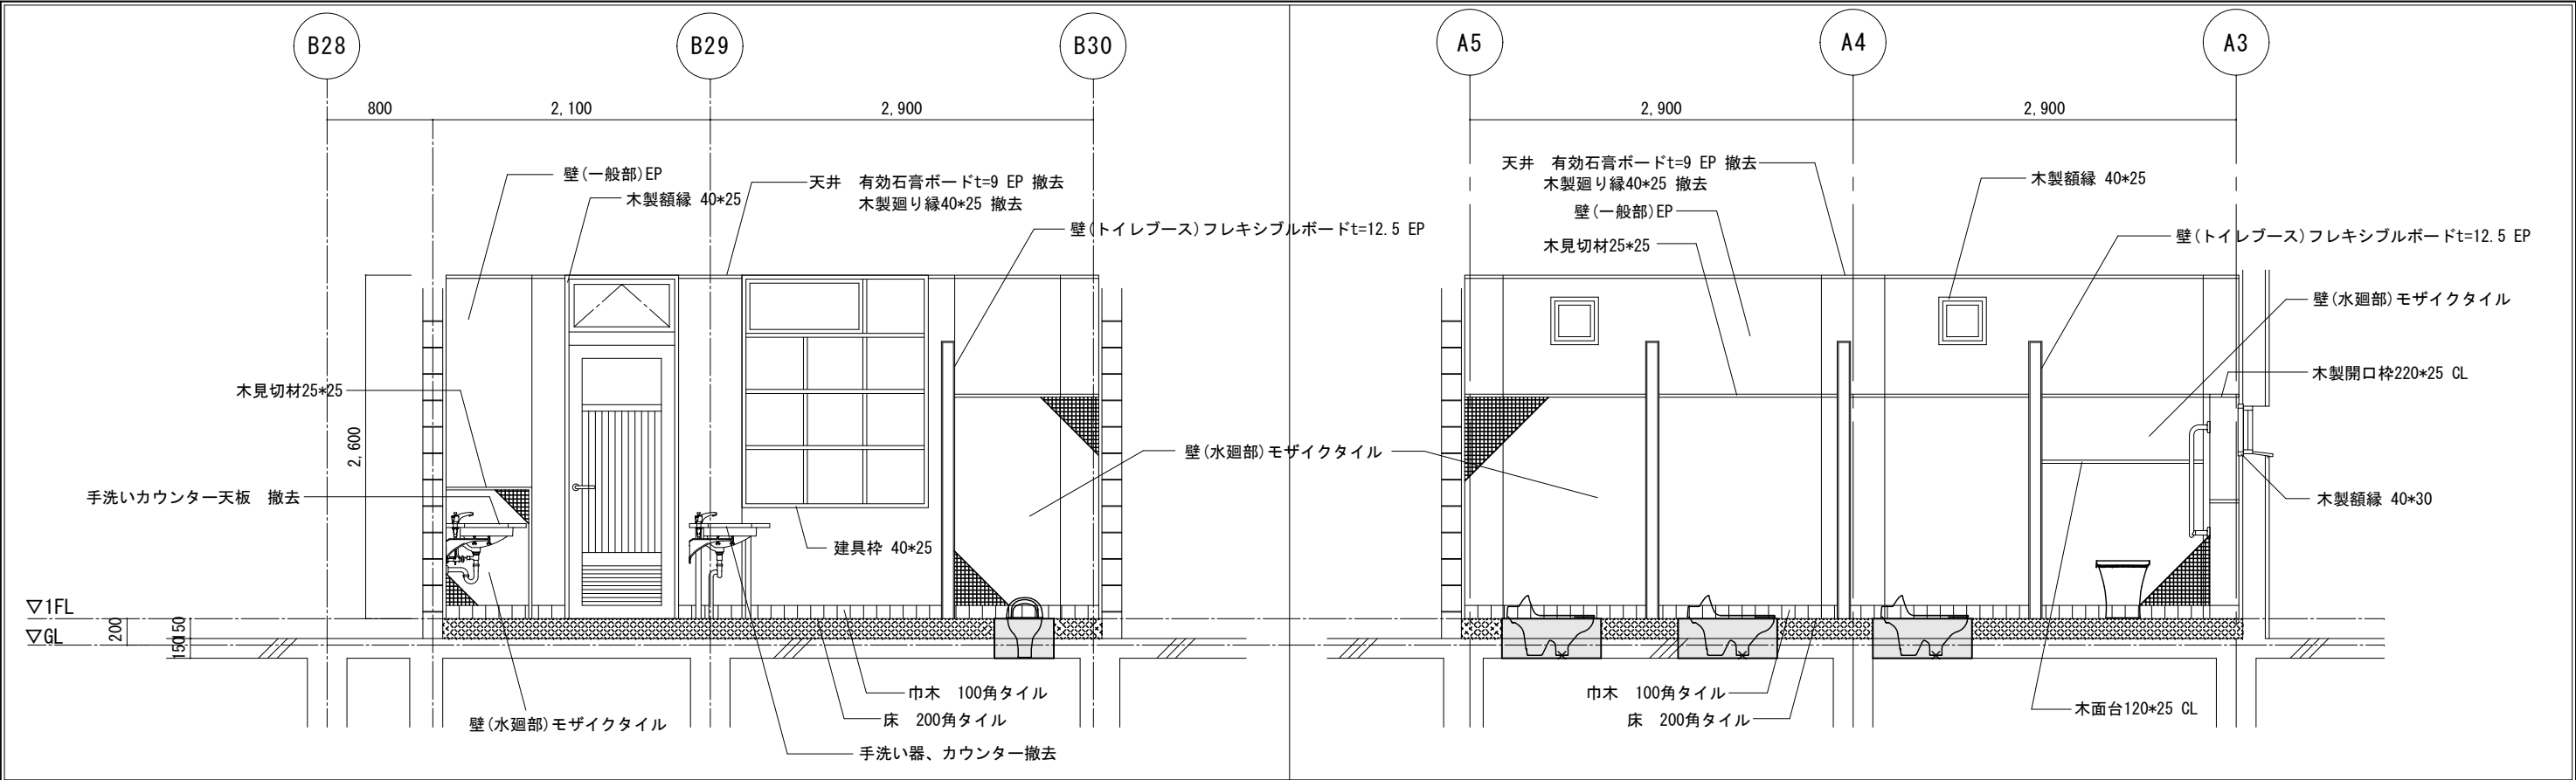 B28
B29
B30
800
2,100
2,900
壁(一般部)EP
木製額縁 40*25
天井　有効石膏ボードt=9 EP 撤去
木製廻り縁40*25 撤去
壁(トイレブース)フレキシブルボードt=12.5 EP
木見切材25*25
2,600
手洗いカウンター天板　撤去
壁(水廻部)モザイクタイル
建具枠 40*25
▽1FL
▽GL
200
150
150
巾木　100角タイル
床　200角タイル
壁(水廻部)モザイクタイル
手洗い器、カウンター撤去
A5
A4
A3
2,900
2,900
天井　有効石膏ボードt=9 EP 撤去
木製廻り縁40*25 撤去
壁(一般部)EP
木見切材25*25
木製額縁 40*25
壁(トイレブース)フレキシブルボードt=12.5 EP
壁(水廻部)モザイクタイル
木製開口枠220*25 CL
木製額縁 40*30
巾木　100角タイル
床　200角タイル
木面台120*25 CL